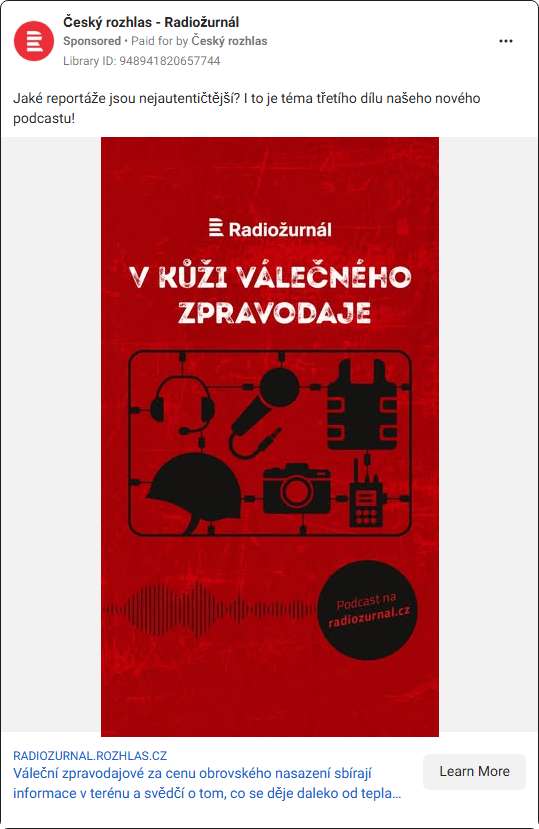 Český rozhlas - Radiožurnál
Sponsored • Paid for by Český rozhlas
Library ID: 948941820657744
Jaké reportáže jsou nejautentičtější? I to je téma třetího dílu našeho nového
podcastu!
Radiožurnál
V KŮŽI VÁLEČNÉHO
ZPRAVODAJE
Podcast na
radiozurnal.cz
RADIOZURNAL.ROZHLAS.CZ
Váleční zpravodajové za cenu obrovského nasazení sbírají
informace v terénu a svědčí o tom, co se děje daleko od tepla...
Learn More